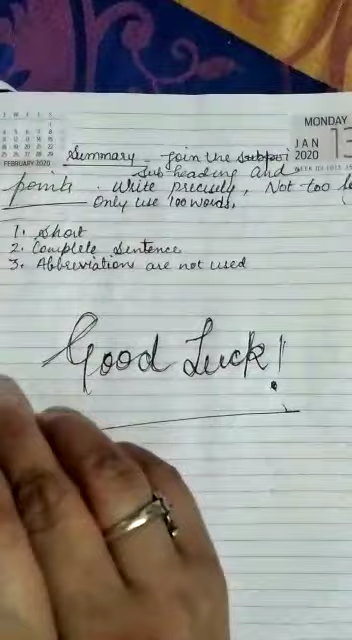 S M T W T F S
FEBRUARY 2020
MONDAY
JAN 13
2020
Summary - Join the
Sub heading and
points. Write precisely, Not too
Only use 100 words.
1. Short
2. Complete Sentence
3. Abbreviations are not used
Good Luck!